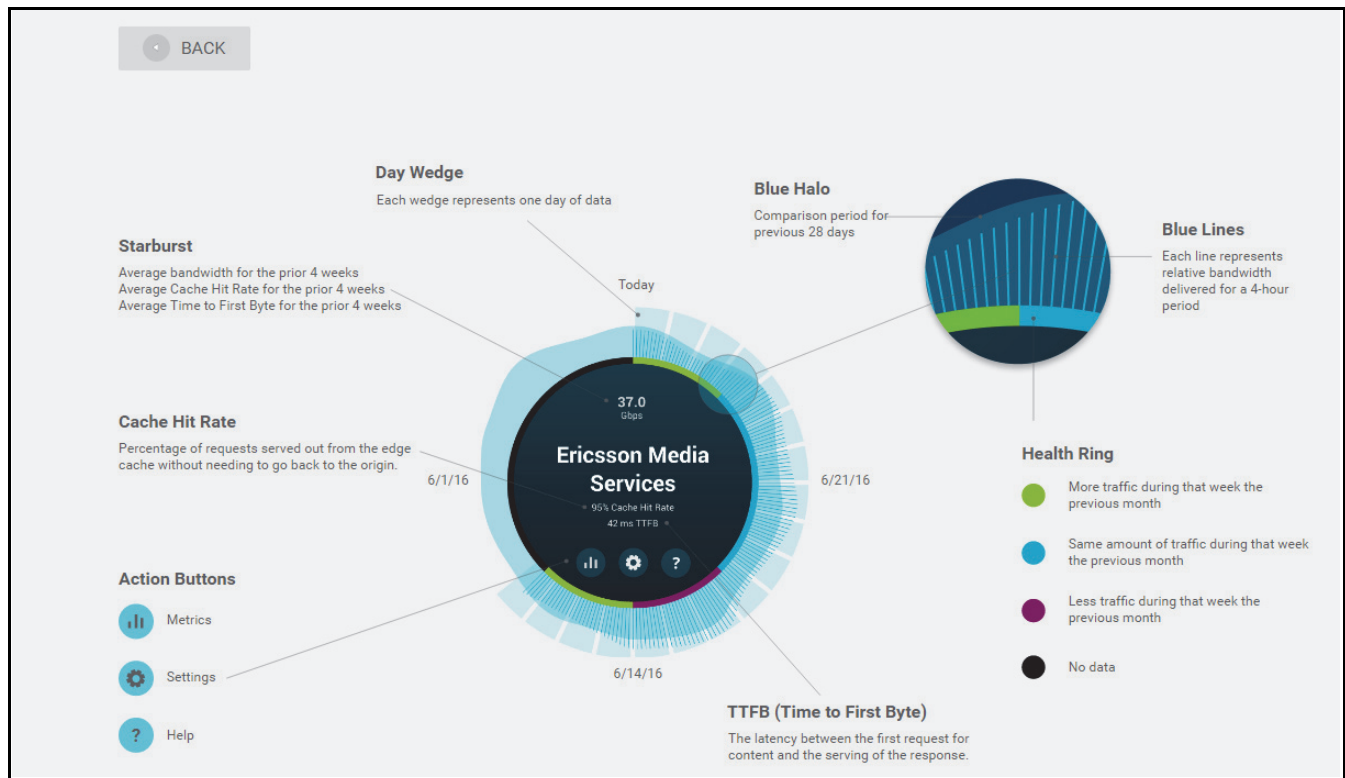 BACK
Day Wedge
Each wedge represents one day of data
Blue Halo
Comparison period for
previous 28 days
Blue Lines
Each line represents
relative bandwidth
delivered for a 4-hour
period
Starburst
Average bandwidth for the prior 4 weeks
Average Cache Hit Rate for the prior 4 weeks
Average Time to First Byte for the prior 4 weeks
Today
37.0
Gbps
Ericsson Media
Services
95% Cache Hit Rate
42 ms TTFB
?
Cache Hit Rate
Percentage of requests served out from the edge
cache without needing to go back to the origin.
6/1/16
6/21/16
6/14/16
Health Ring
More traffic during that week the
previous month
Same amount of traffic during that week
the previous month
Less traffic during that week the
previous month
No data
Action Buttons
Metrics
Settings
? Help
TTFB (Time to First Byte)
The latency between the first request for
content and the serving of the response.